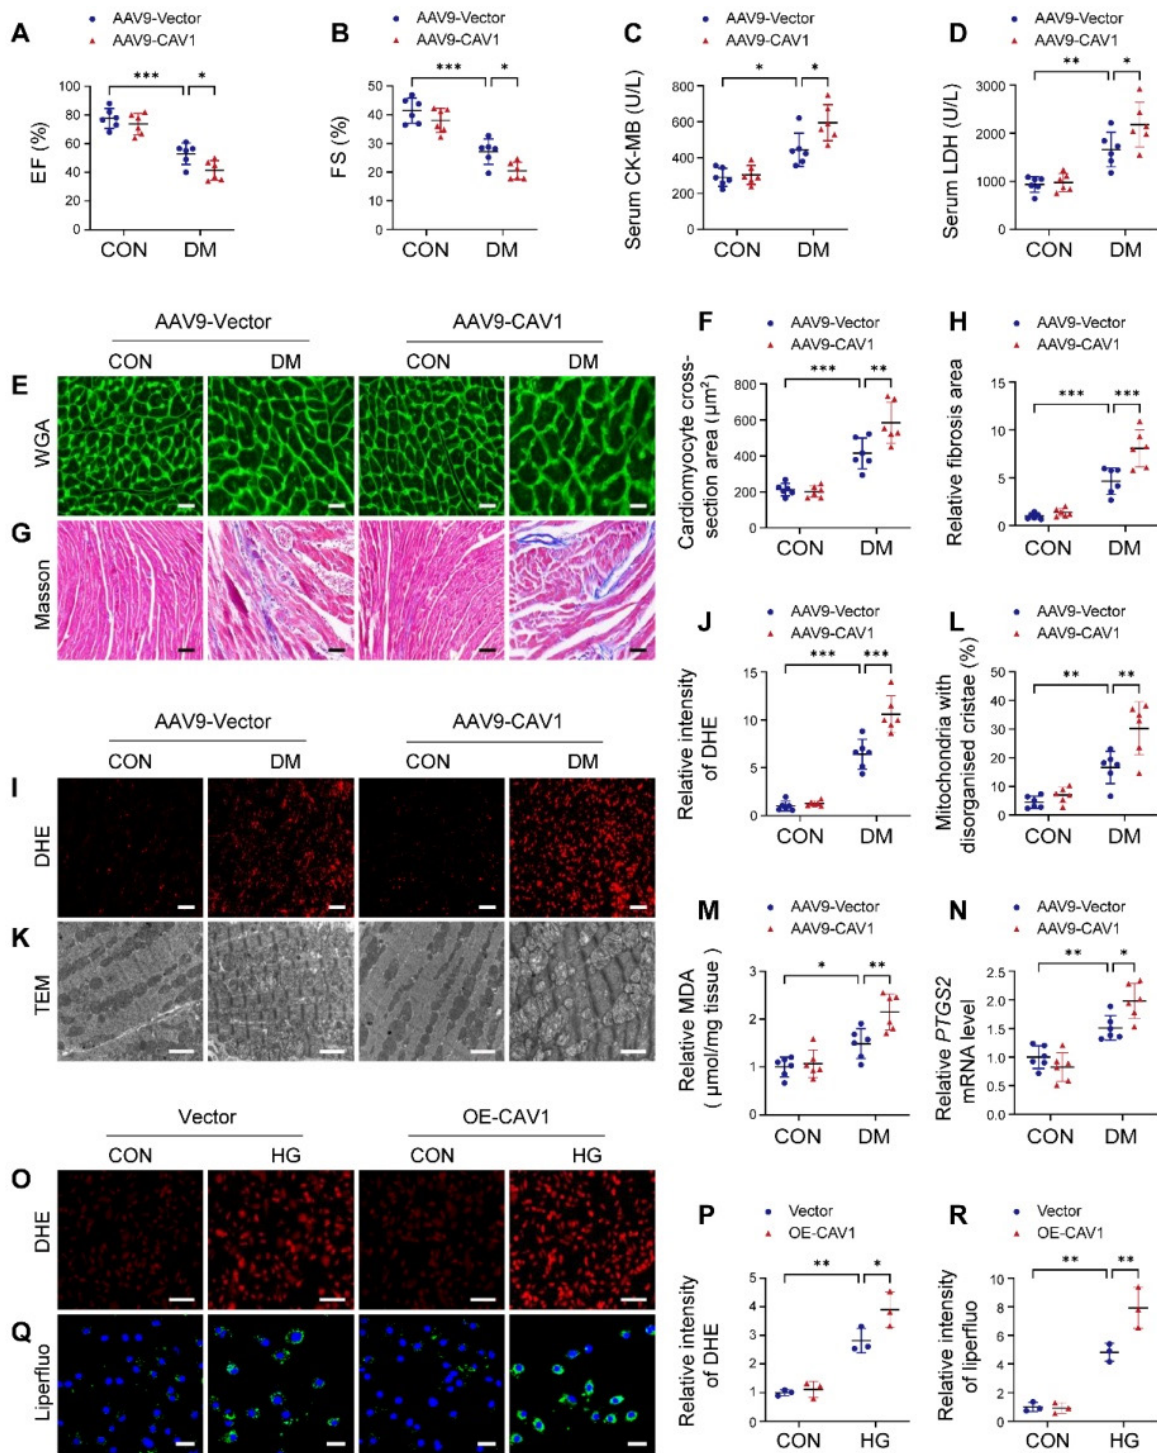 A
AAV9-Vector
AAV9-CAV1
EF (%)
100
80
60
40
20
0
***
*
CON
DM
B
AAV9-Vector
AAV9-CAV1
FS (%)
50
40
30
20
10
0
***
*
CON
DM
C
AAV9-Vector
AAV9-CAV1
Serum CK-MB (U/L)
800
600
400
200
0
*
*
CON
DM
D
AAV9-Vector
AAV9-CAV1
Serum LDH (U/L)
3000
2000
1000
0
**
*
CON
DM
AAV9-Vector
AAV9-CAV1
CON
DM
CON
DM
E
WGA
G
Masson
F
AAV9-Vector
AAV9-CAV1
Cardiomyocyte cross-
section area (µm²)
800
600
400
200
0
***
**
CON
DM
H
AAV9-Vector
AAV9-CAV1
Relative fibrosis area
15
10
5
0
***
***
CON
DM
AAV9-Vector
AAV9-CAV1
CON
DM
CON
DM
I
DHE
K
TEM
J
AAV9-Vector
AAV9-CAV1
Relative intensity
of DHE
15
10
5
0
***
***
CON
DM
L
AAV9-Vector
AAV9-CAV1
Mitochondria with
disorganised cristae (%)
50
40
30
20
10
0
**
**
CON
DM
M
AAV9-Vector
AAV9-CAV1
Relative MDA
( µmol/mg tissue )
3
2
1
0
*
**
CON
DM
N
AAV9-Vector
AAV9-CAV1
Relative PTGS2
mRNA level
2.5
2.0
1.5
1.0
0.5
0.0
**
*
CON
DM
Vector
OE-CAV1
CON
HG
CON
HG
O
DHE
Q
Liperfluo
P
Vector
OE-CAV1
Relative intensity
of DHE
5
4
3
2
1
0
**
*
CON
HG
R
Vector
OE-CAV1
Relative intensity
of liperfluo
10
8
6
4
2
0
**
**
CON
HG